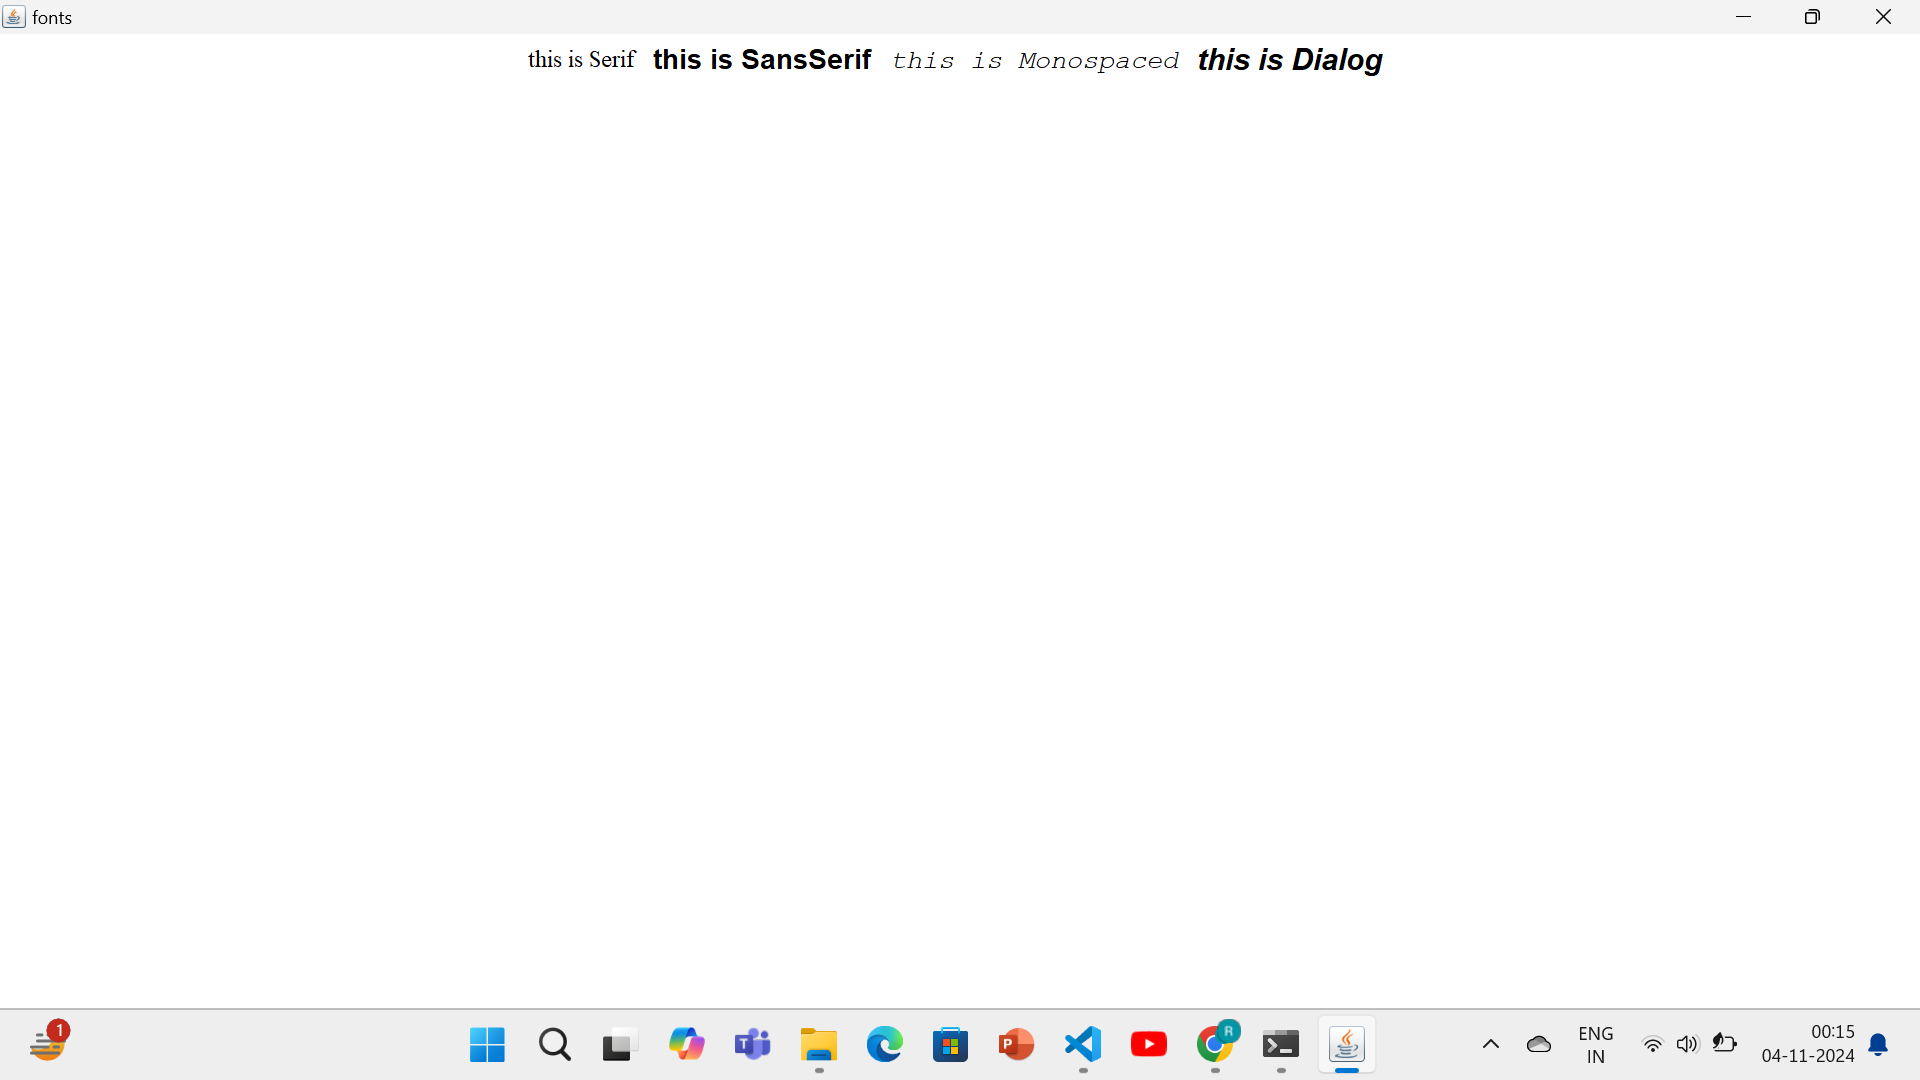 fonts
this is Serif this is SansSerif this is Monospaced this is Dialog
1
T
P
R
ENG
IN
00:15
04-11-2024